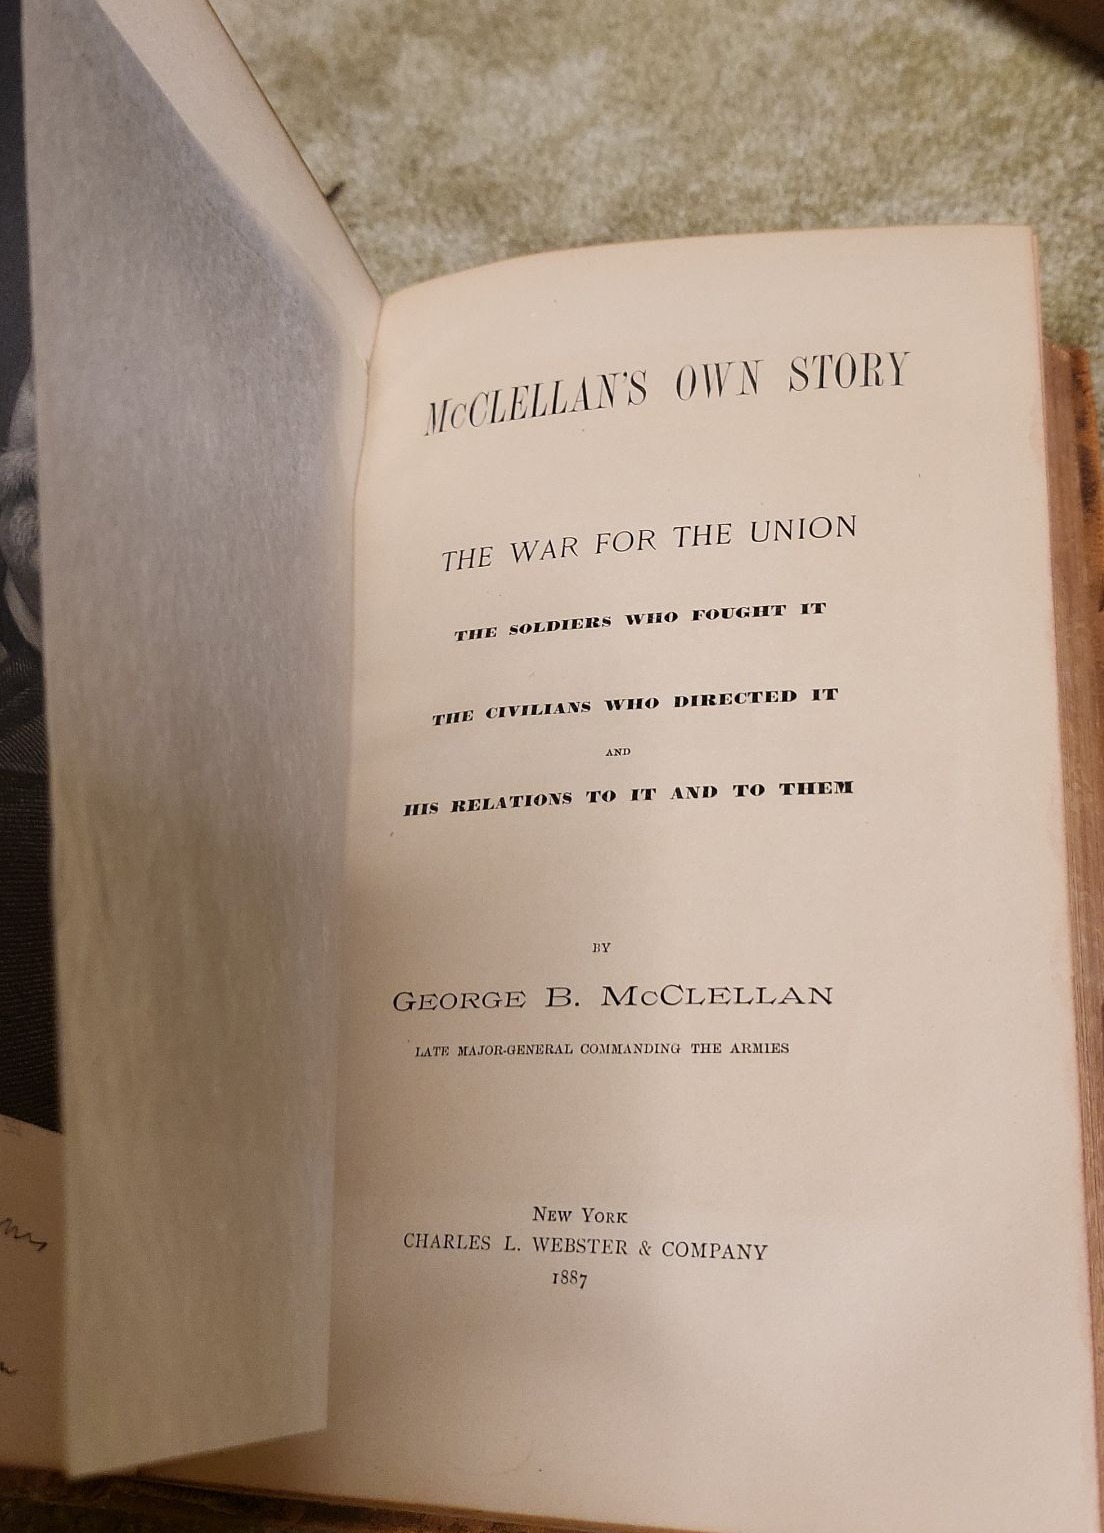 McCLELLAN'S OWN STORY
THE WAR FOR THE UNION
THE SOLDIERS WHO FOUGHT IT
THE CIVILIANS WHO DIRECTED IT
AND
HIS RELATIONS TO IT AND TO THEM
BY
GEORGE B. McCLELLAN
LATE MAJOR-GENERAL COMMANDING THE ARMIES
NEW YORK
CHARLES L. WEBSTER & COMPANY
1887